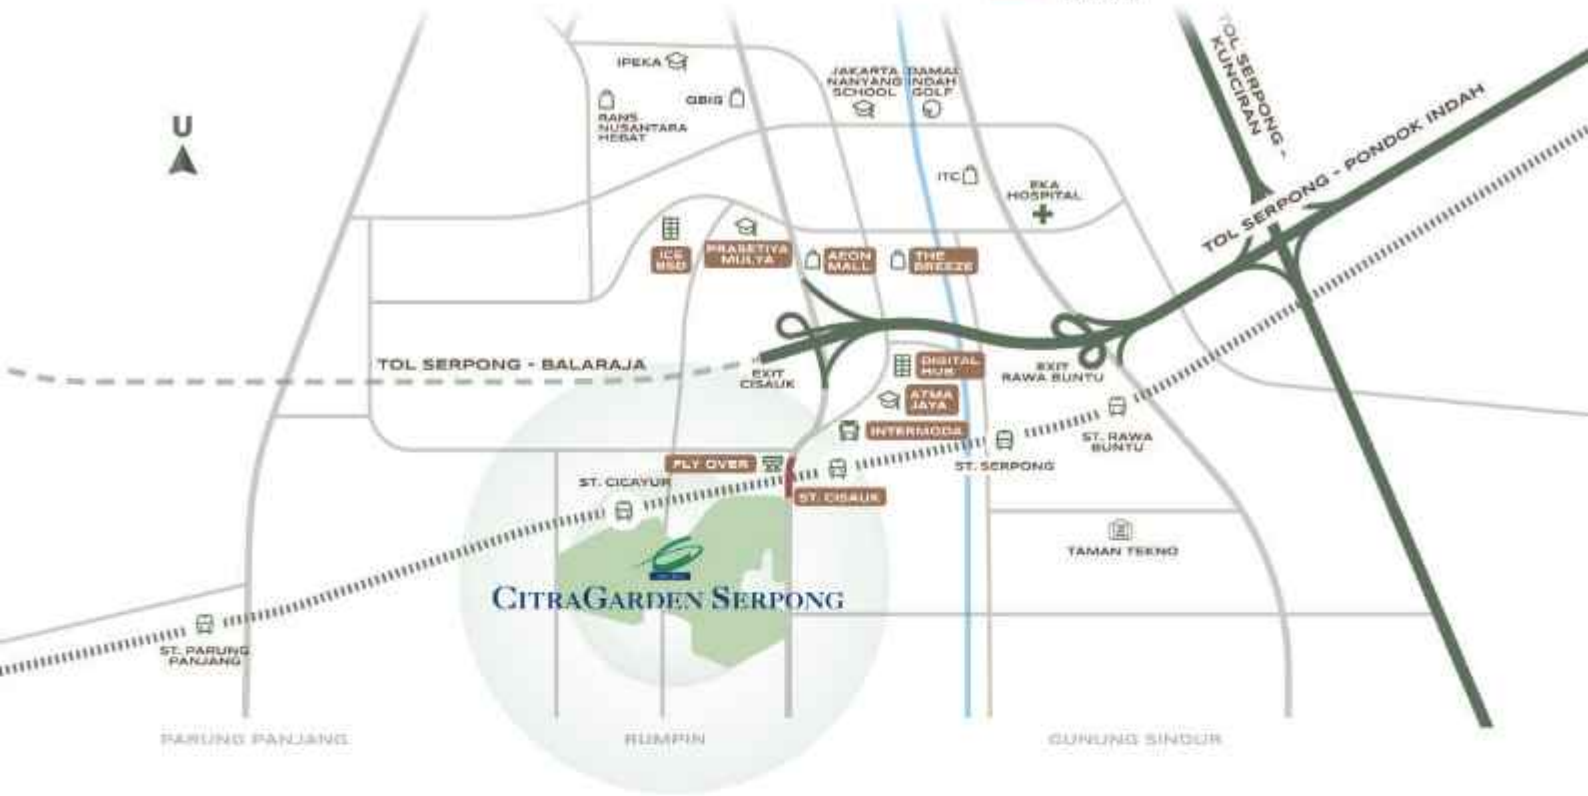 U
IPEKA
QBIG
RANS
NUSANTARA
HEBAT
JAKARTA
NANYANG
SCHOOL
DAMAI
INDAH
GOLF
TOL SERPONG -
KUNCIRAN
TOL SERPONG - PONDOK INDAH
ITC
EKA
HOSPITAL
ICE
BSD
PRASETIYA
MULYA
AEON
MALL
THE
BREEZE
TOL SERPONG - BALARAJA
EXIT
CISAUK
DIGITAL
HUB
EXIT
RAWA BUNTU
ATMA
JAYA
INTERMODA
ST. RAWA
BUNTU
ST. SERPONG
FLY OVER
ST. CICAYUR
ST. CISAUK
TAMAN TEKNO
CITRAGARDEN SERPONG
ST. PARUNG
PANJANG
PARUNG PANJANG
RUMPIN
GUNUNG SINDUR